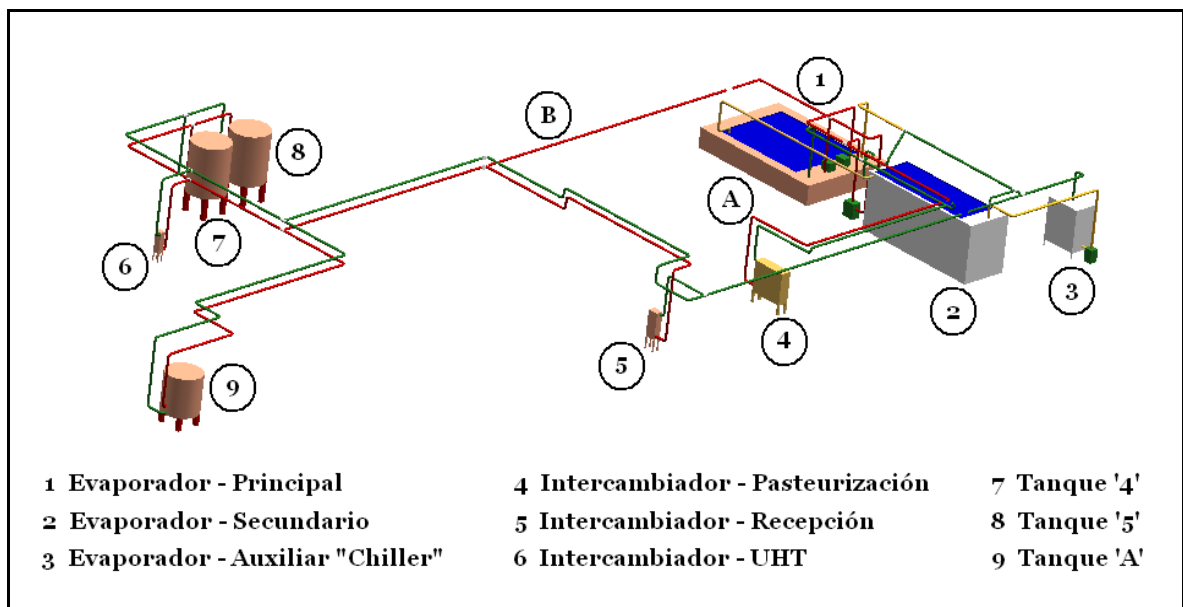 1
B
8
A
7
6
2
3
4
5
9
1 Evaporador - Principal
2 Evaporador - Secundario
3 Evaporador - Auxiliar "Chiller"
4 Intercambiador - Pasteurización
5 Intercambiador - Recepción
6 Intercambiador - UHT
7 Tanque '4'
8 Tanque '5'
9 Tanque 'A'